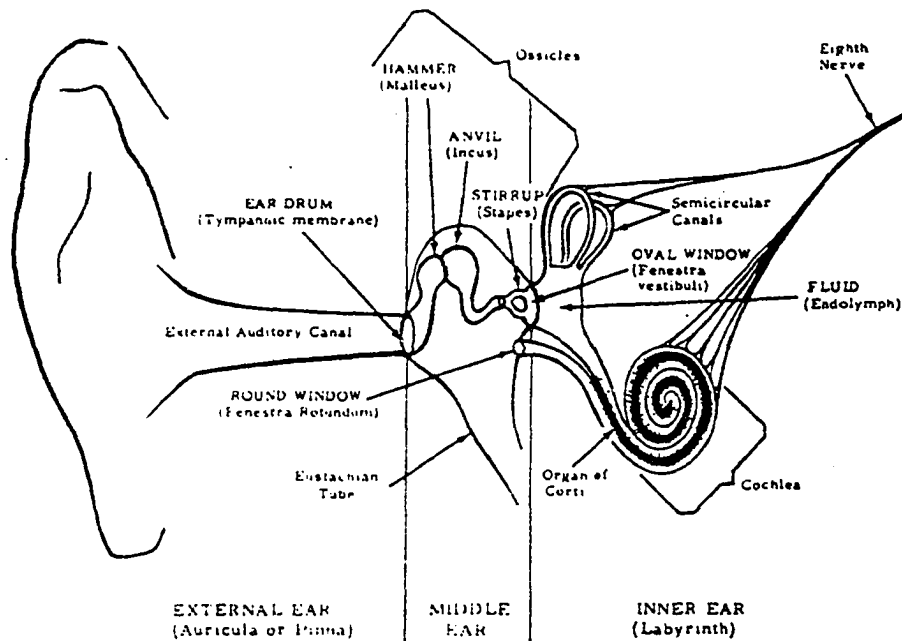 Ossicles
HAMMER
(Malleus)
Eighth
Nerve
ANVIL
(Incus)
EAR DRUM
(Tympanic membrane)
STIRRUP
(Stapes)
Semicircular
Canals
OVAL WINDOW
(Fenestra
vestibuli)
FLUID
(Endolymph)
External Auditory Canal
ROUND WINDOW
(Fenestra Rotundum)
Eustachian
Tube
Organ of
Corti
Cochlea
EXTERNAL EAR
(Auricula or Pinna)
MIDDLE
EAR
INNER EAR
(Labyrinth)